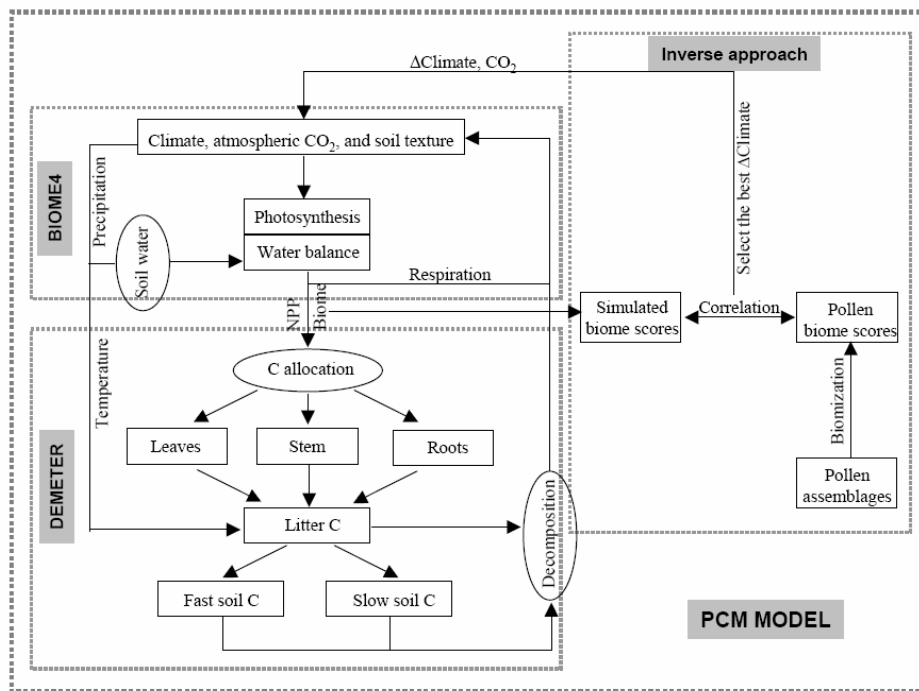 Inverse approach
ΔClimate, CO2
Climate, atmospheric CO2, and soil texture
BIOME4
Precipitation
Photosynthesis
Water balance
Soil water
Respiration
Select the best ΔClimate
NPP
Biome
Simulated
biome scores
Correlation
Pollen
biome scores
Biomization
Pollen
assemblages
Temperature
C allocation
Leaves
Stem
Roots
DEMETER
Litter C
Decomposition
Fast soil C
Slow soil C
PCM MODEL